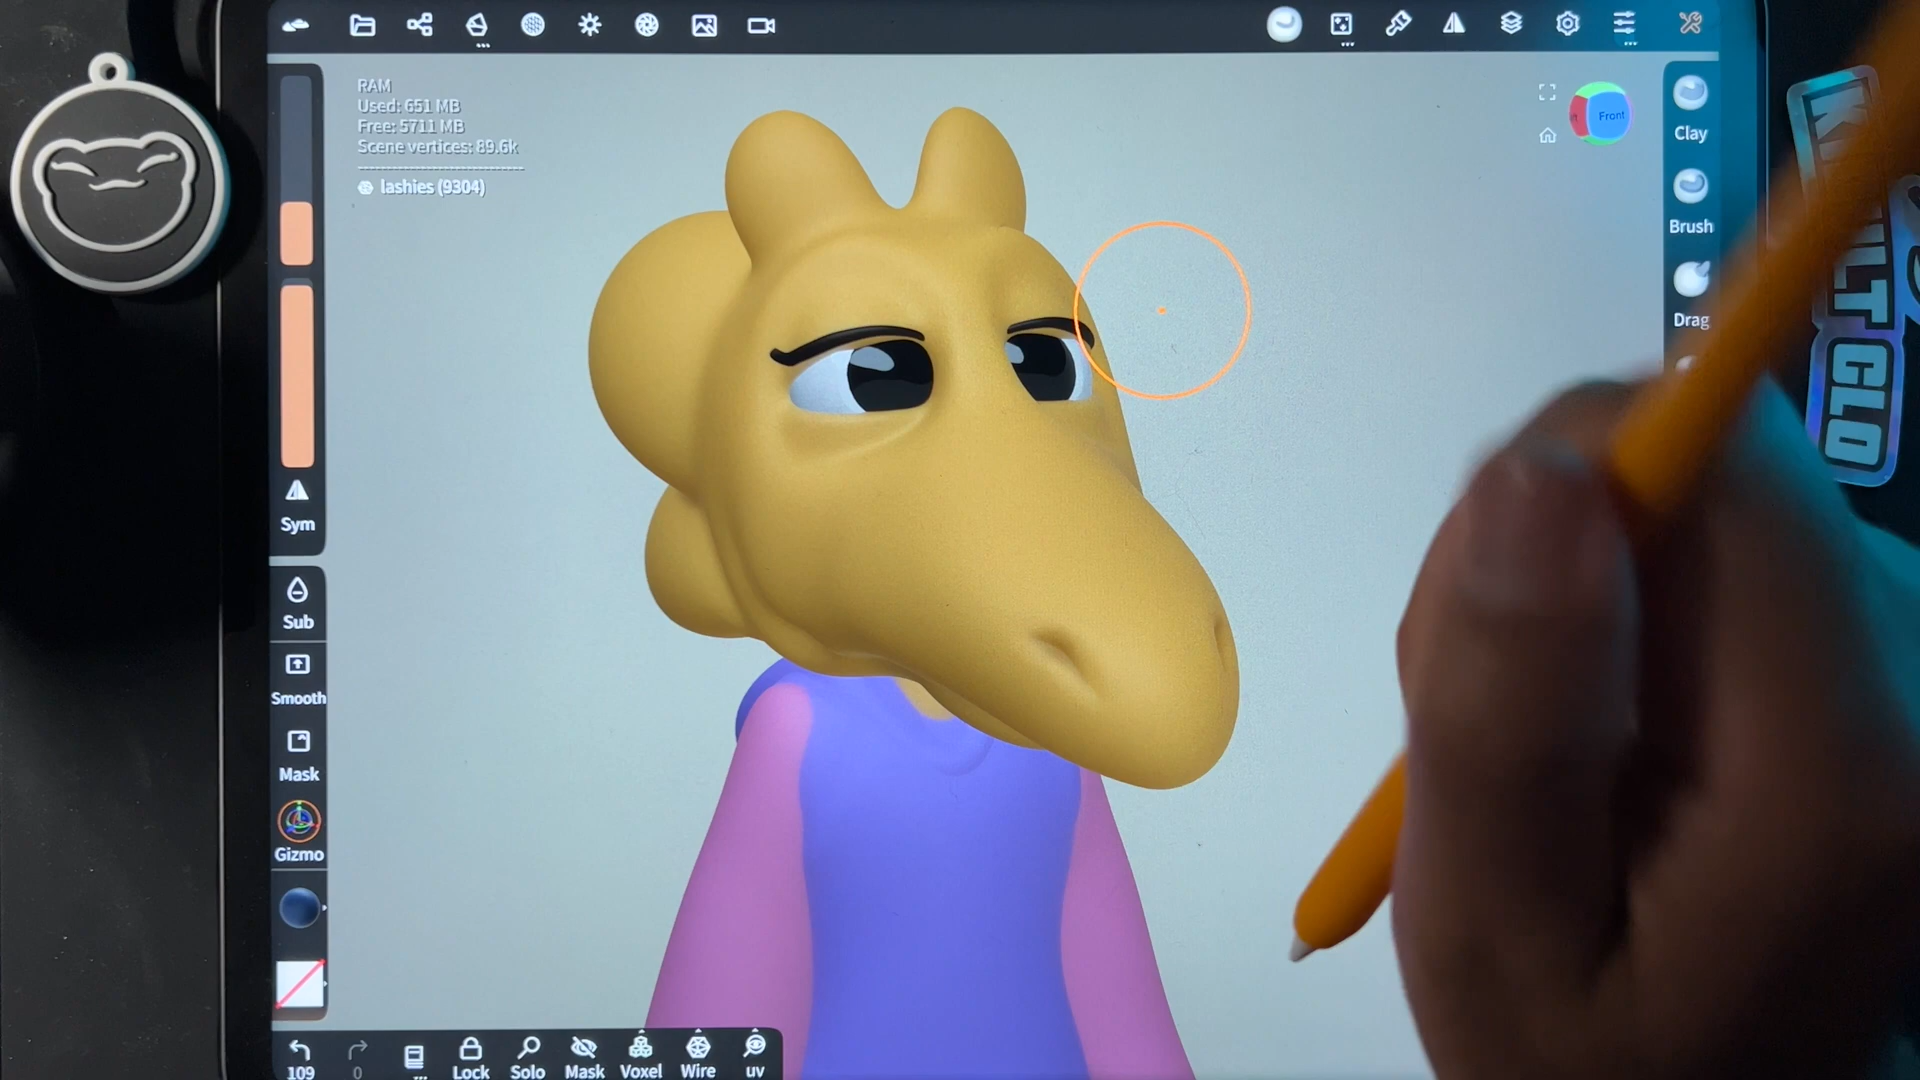 RAM
Used: 651 MB
Free: 5711 MB
Scene vertices: 89.6k
lashies (9304)
Front
Clay
Brush
Drag
Sym
Sub
Smooth
Mask
Gizmo
109
0
Lock
Solo
Mask
Voxel
Wire
uv
GLO